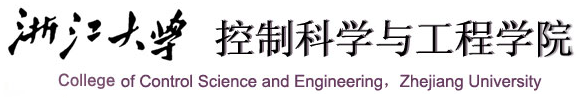 浙江大学 控制科学与工程学院
College of Control Science and Engineering，Zhejiang University